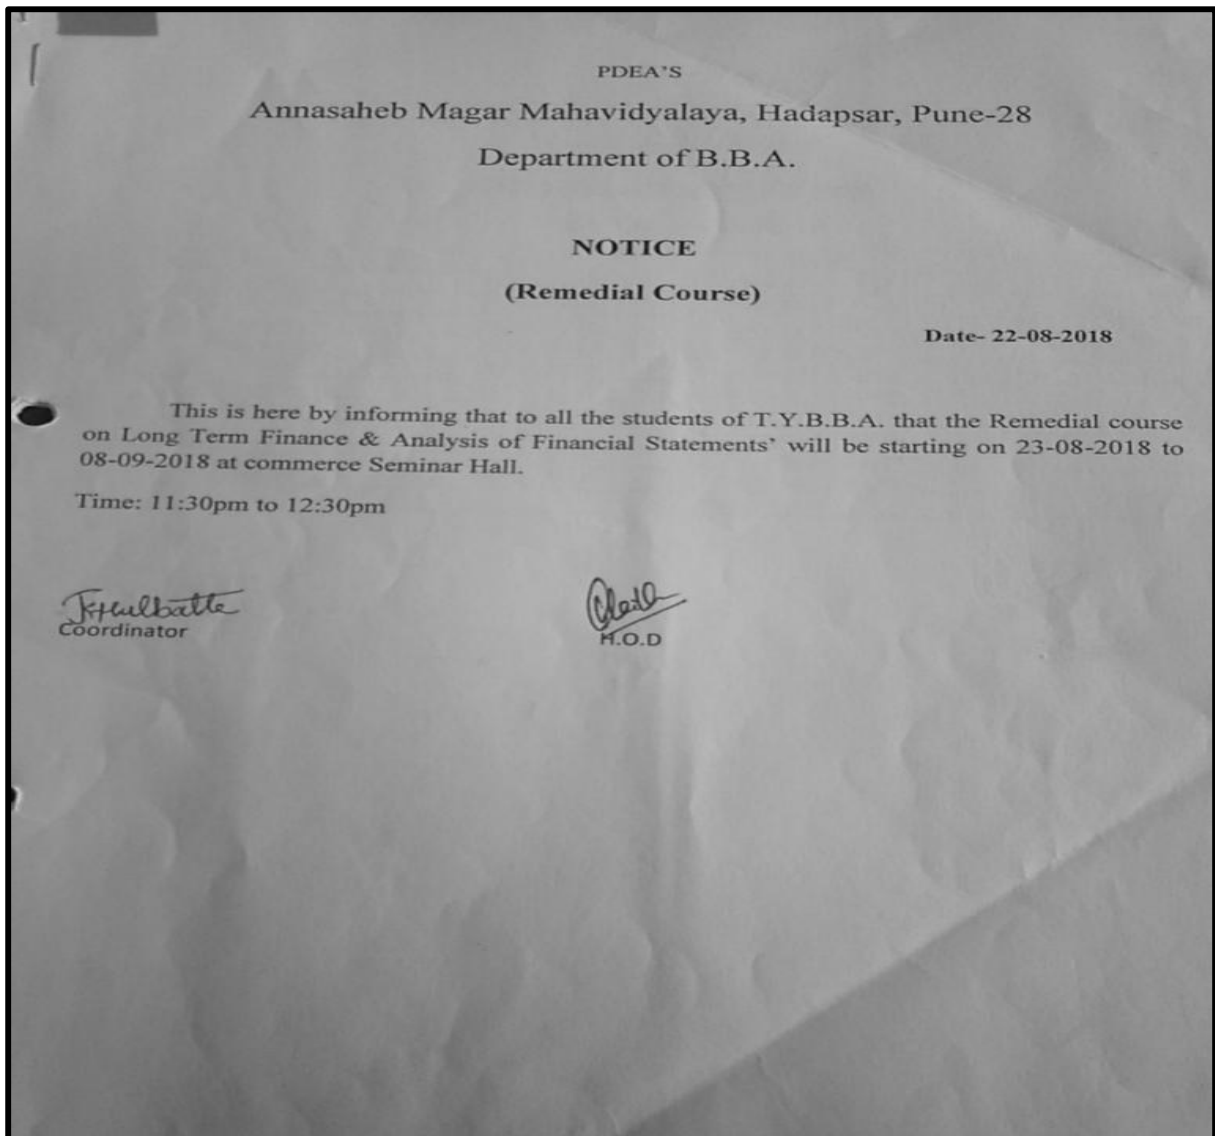 PDEA'S
Annasaheb Magar Mahavidyalaya, Hadapsar, Pune-28
Department of B.B.A.
NOTICE
(Remedial Course)
Date- 22-08-2018
This is here by informing that to all the students of T.Y.B.B.A. that the Remedial course
on Long Term Finance & Analysis of Financial Statements' will be starting on 23-08-2018 to
08-09-2018 at commerce Seminar Hall.
Time: 11:30pm to 12:30pm
Coordinator
H.O.D